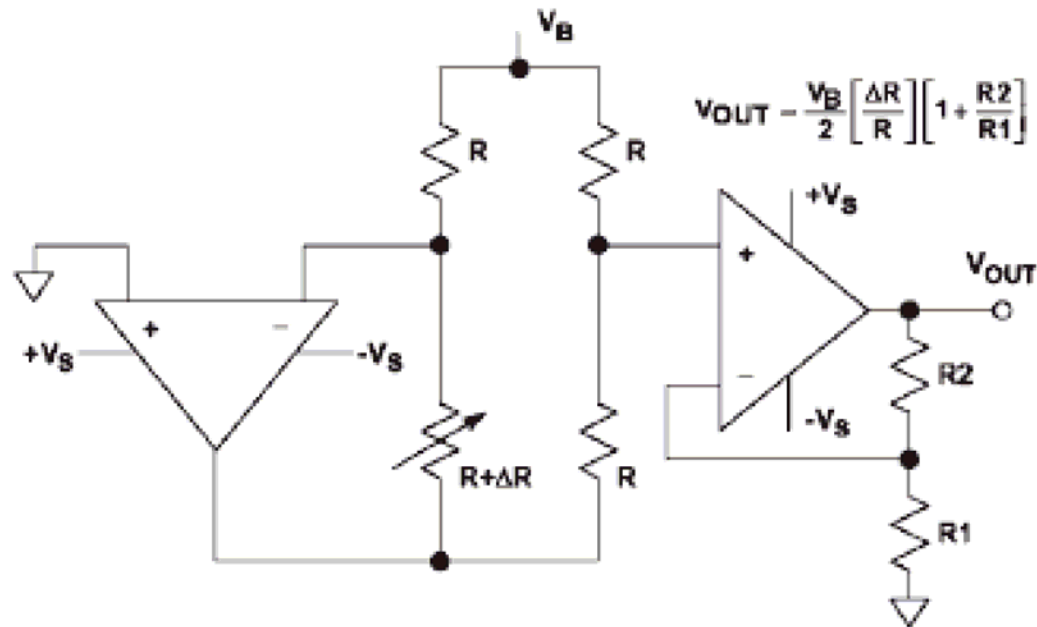 VB
VOUT = VB/2 [ΔR/R] [1 + R2/R1]
R
R
+VS
+
VOUT
+
−
+VS
-VS
−
R2
-VS
R+ΔR
R
R1